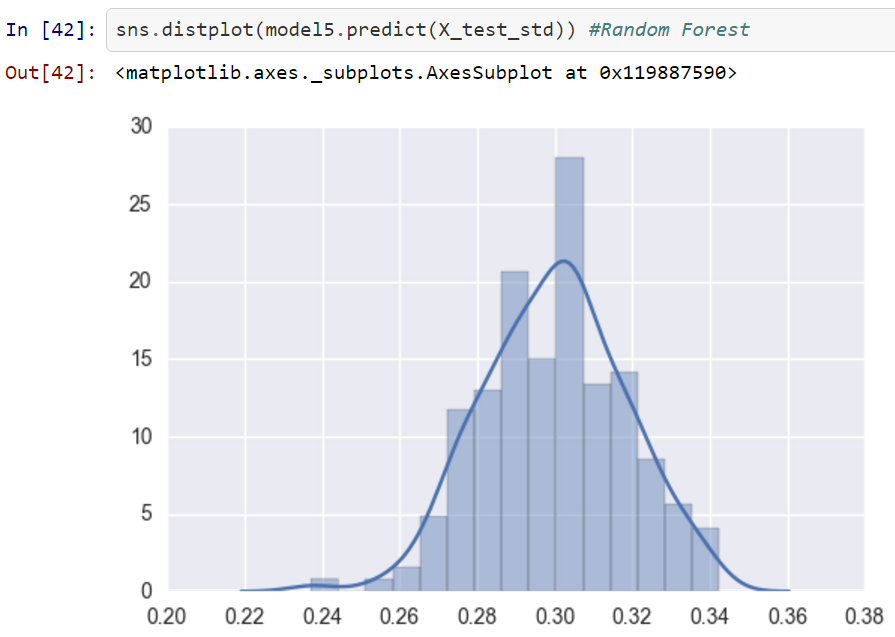 In [42]: sns.distplot(model5.predict(X_test_std)) #Random Forest
Out[42]: <matplotlib.axes._subplots.AxesSubplot at 0x119887590>
30
25
20
15
10
5
0
0.20 0.22 0.24 0.26 0.28 0.30 0.32 0.34 0.36 0.38